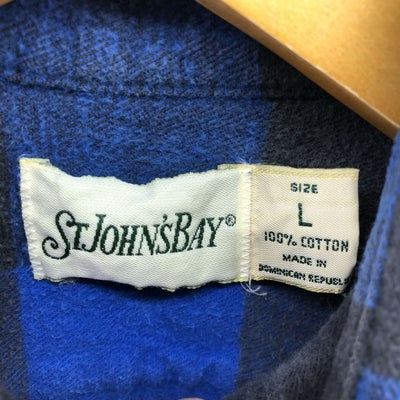 ST.JOHN'SBAY®
SIZE
L
100% COTTON
MADE IN
DOMINICAN REPUBLIC